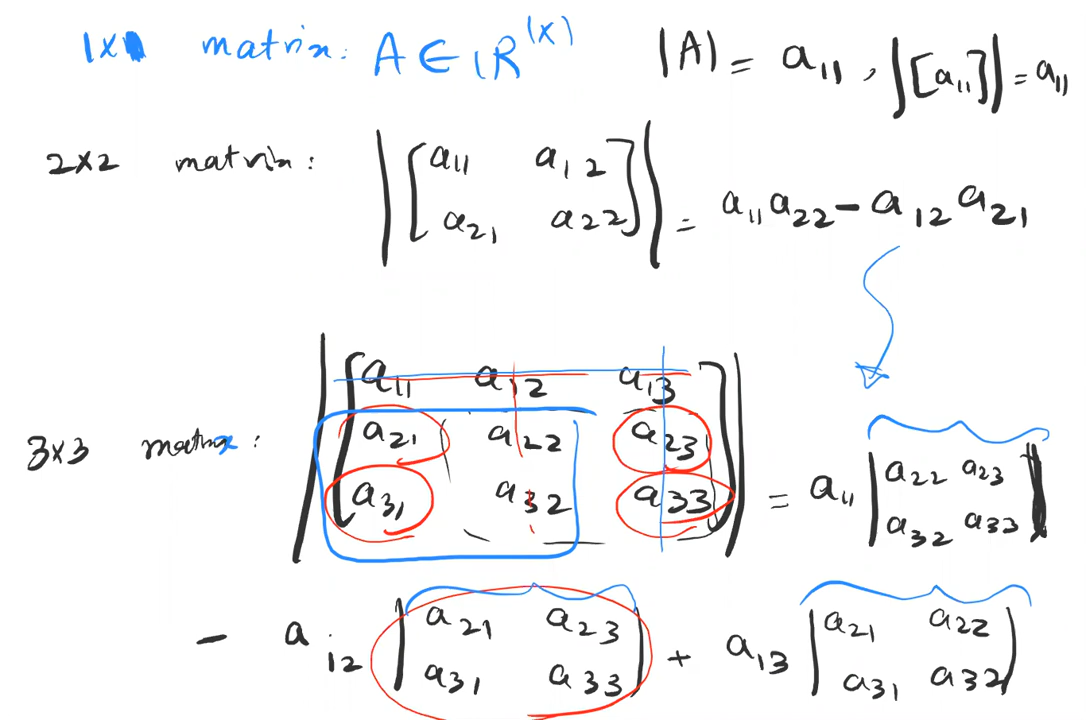 1x1 matrix: A ∈ ℝ^(x) |A| = a₁₁ , |[a₁₁]| = a₁₁
2x2 matrix: |[a₁₁ a₁₂
a₂₁ a₂₂]| = a₁₁a₂₂ - a₁₂a₂₁
|[a₁₁ a₁₂ a₁₃
3x3 matrix: a₂₁ a₂₂ a₂₃ |a₂₂ a₂₃
a₃₁ a₃₂ a₃₃]| = a₁₁ a₃₂ a₃₃|
- a₁₂ |a₂₁ a₂₃ + a₁₃ |a₂₁ a₂₂
a₃₁ a₃₃| a₃₁ a₃₂|